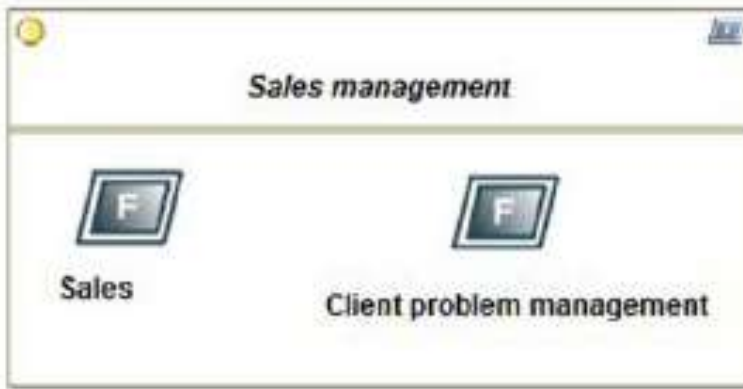 Sales management
F
F
Sales
Client problem management